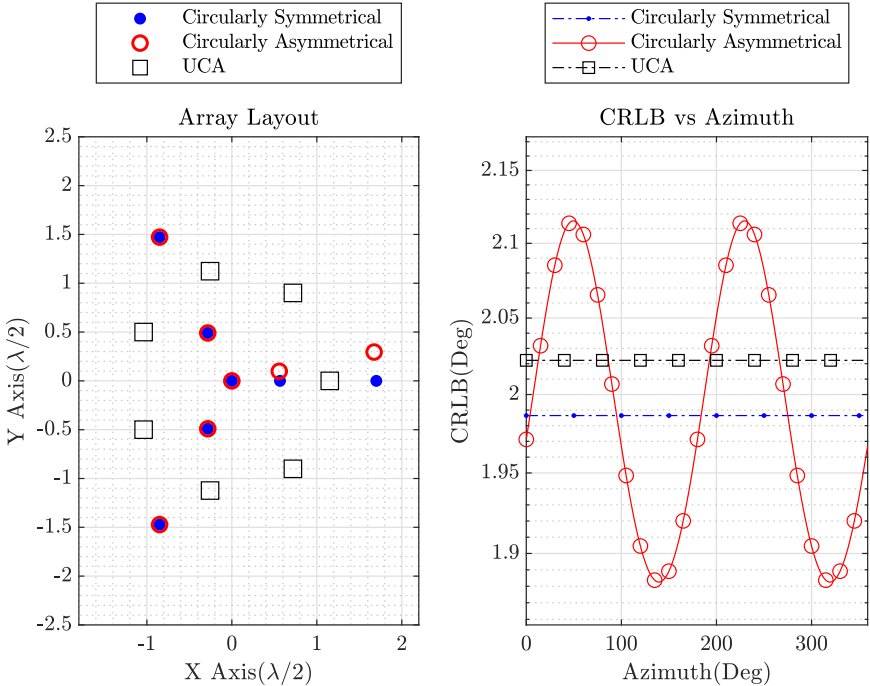 Circularly Symmetrical
Circularly Asymmetrical
UCA
Array Layout
2.5
2
1.5
1
0.5
0
-0.5
-1
-1.5
-2
-2.5
Y Axis(λ/2)
-1
0
1
2
X Axis(λ/2)
Circularly Symmetrical
Circularly Asymmetrical
UCA
CRLB vs Azimuth
2.15
2.1
2.05
2
1.95
1.9
CRLB(Deg)
0
100
200
300
Azimuth(Deg)